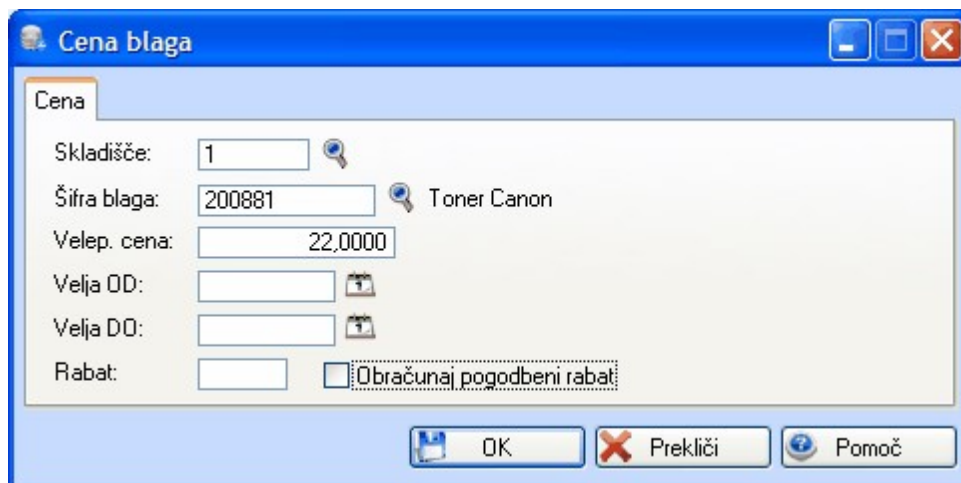 Cena blaga
Cena
Skladišče: 1
Šifra blaga: 200881 Toner Canon
Velep. cena: 22,0000
Velja OD:
Velja DO:
Rabat: Obračunaj pogodbeni rabat
OK Prekliči Pomoč